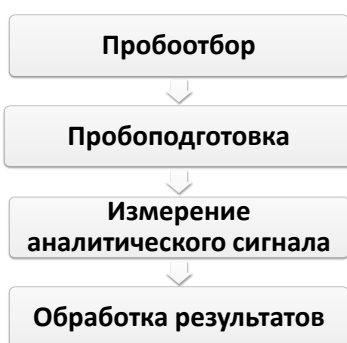 Пробоотбор
Пробоподготовка
Измерение
аналитического сигнала
Обработка результатов